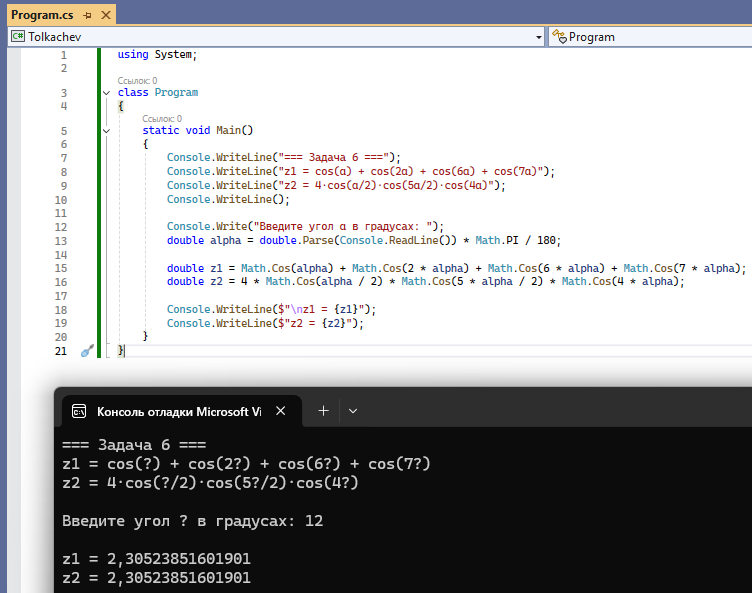 Program.cs
Tolkachev
Program
1 using System;
2
Ссылок: 0
3 class Program
4 {
Ссылок: 0
5 static void Main()
6 {
7 Console.WriteLine("=== Задача 6 ===");
8 Console.WriteLine("z1 = cos(α) + cos(2α) + cos(6α) + cos(7α)");
9 Console.WriteLine("z2 = 4·cos(α/2)·cos(5α/2)·cos(4α)");
10 Console.WriteLine();
11
12 Console.Write("Введите угол α в градусах: ");
13 double alpha = double.Parse(Console.ReadLine()) * Math.PI / 180;
14
15 double z1 = Math.Cos(alpha) + Math.Cos(2 * alpha) + Math.Cos(6 * alpha) + Math.Cos(7 * alpha);
16 double z2 = 4 * Math.Cos(alpha / 2) * Math.Cos(5 * alpha / 2) * Math.Cos(4 * alpha);
17
18 Console.WriteLine($"\nz1 = {z1}");
19 Console.WriteLine($"z2 = {z2}");
20 }
21 }
Консоль отладки Microsoft Vi
=== Задача 6 ===
z1 = cos(?) + cos(2?) + cos(6?) + cos(7?)
z2 = 4·cos(?/2)·cos(5?/2)·cos(4?)
Введите угол ? в градусах: 12
z1 = 2,30523851601901
z2 = 2,30523851601901